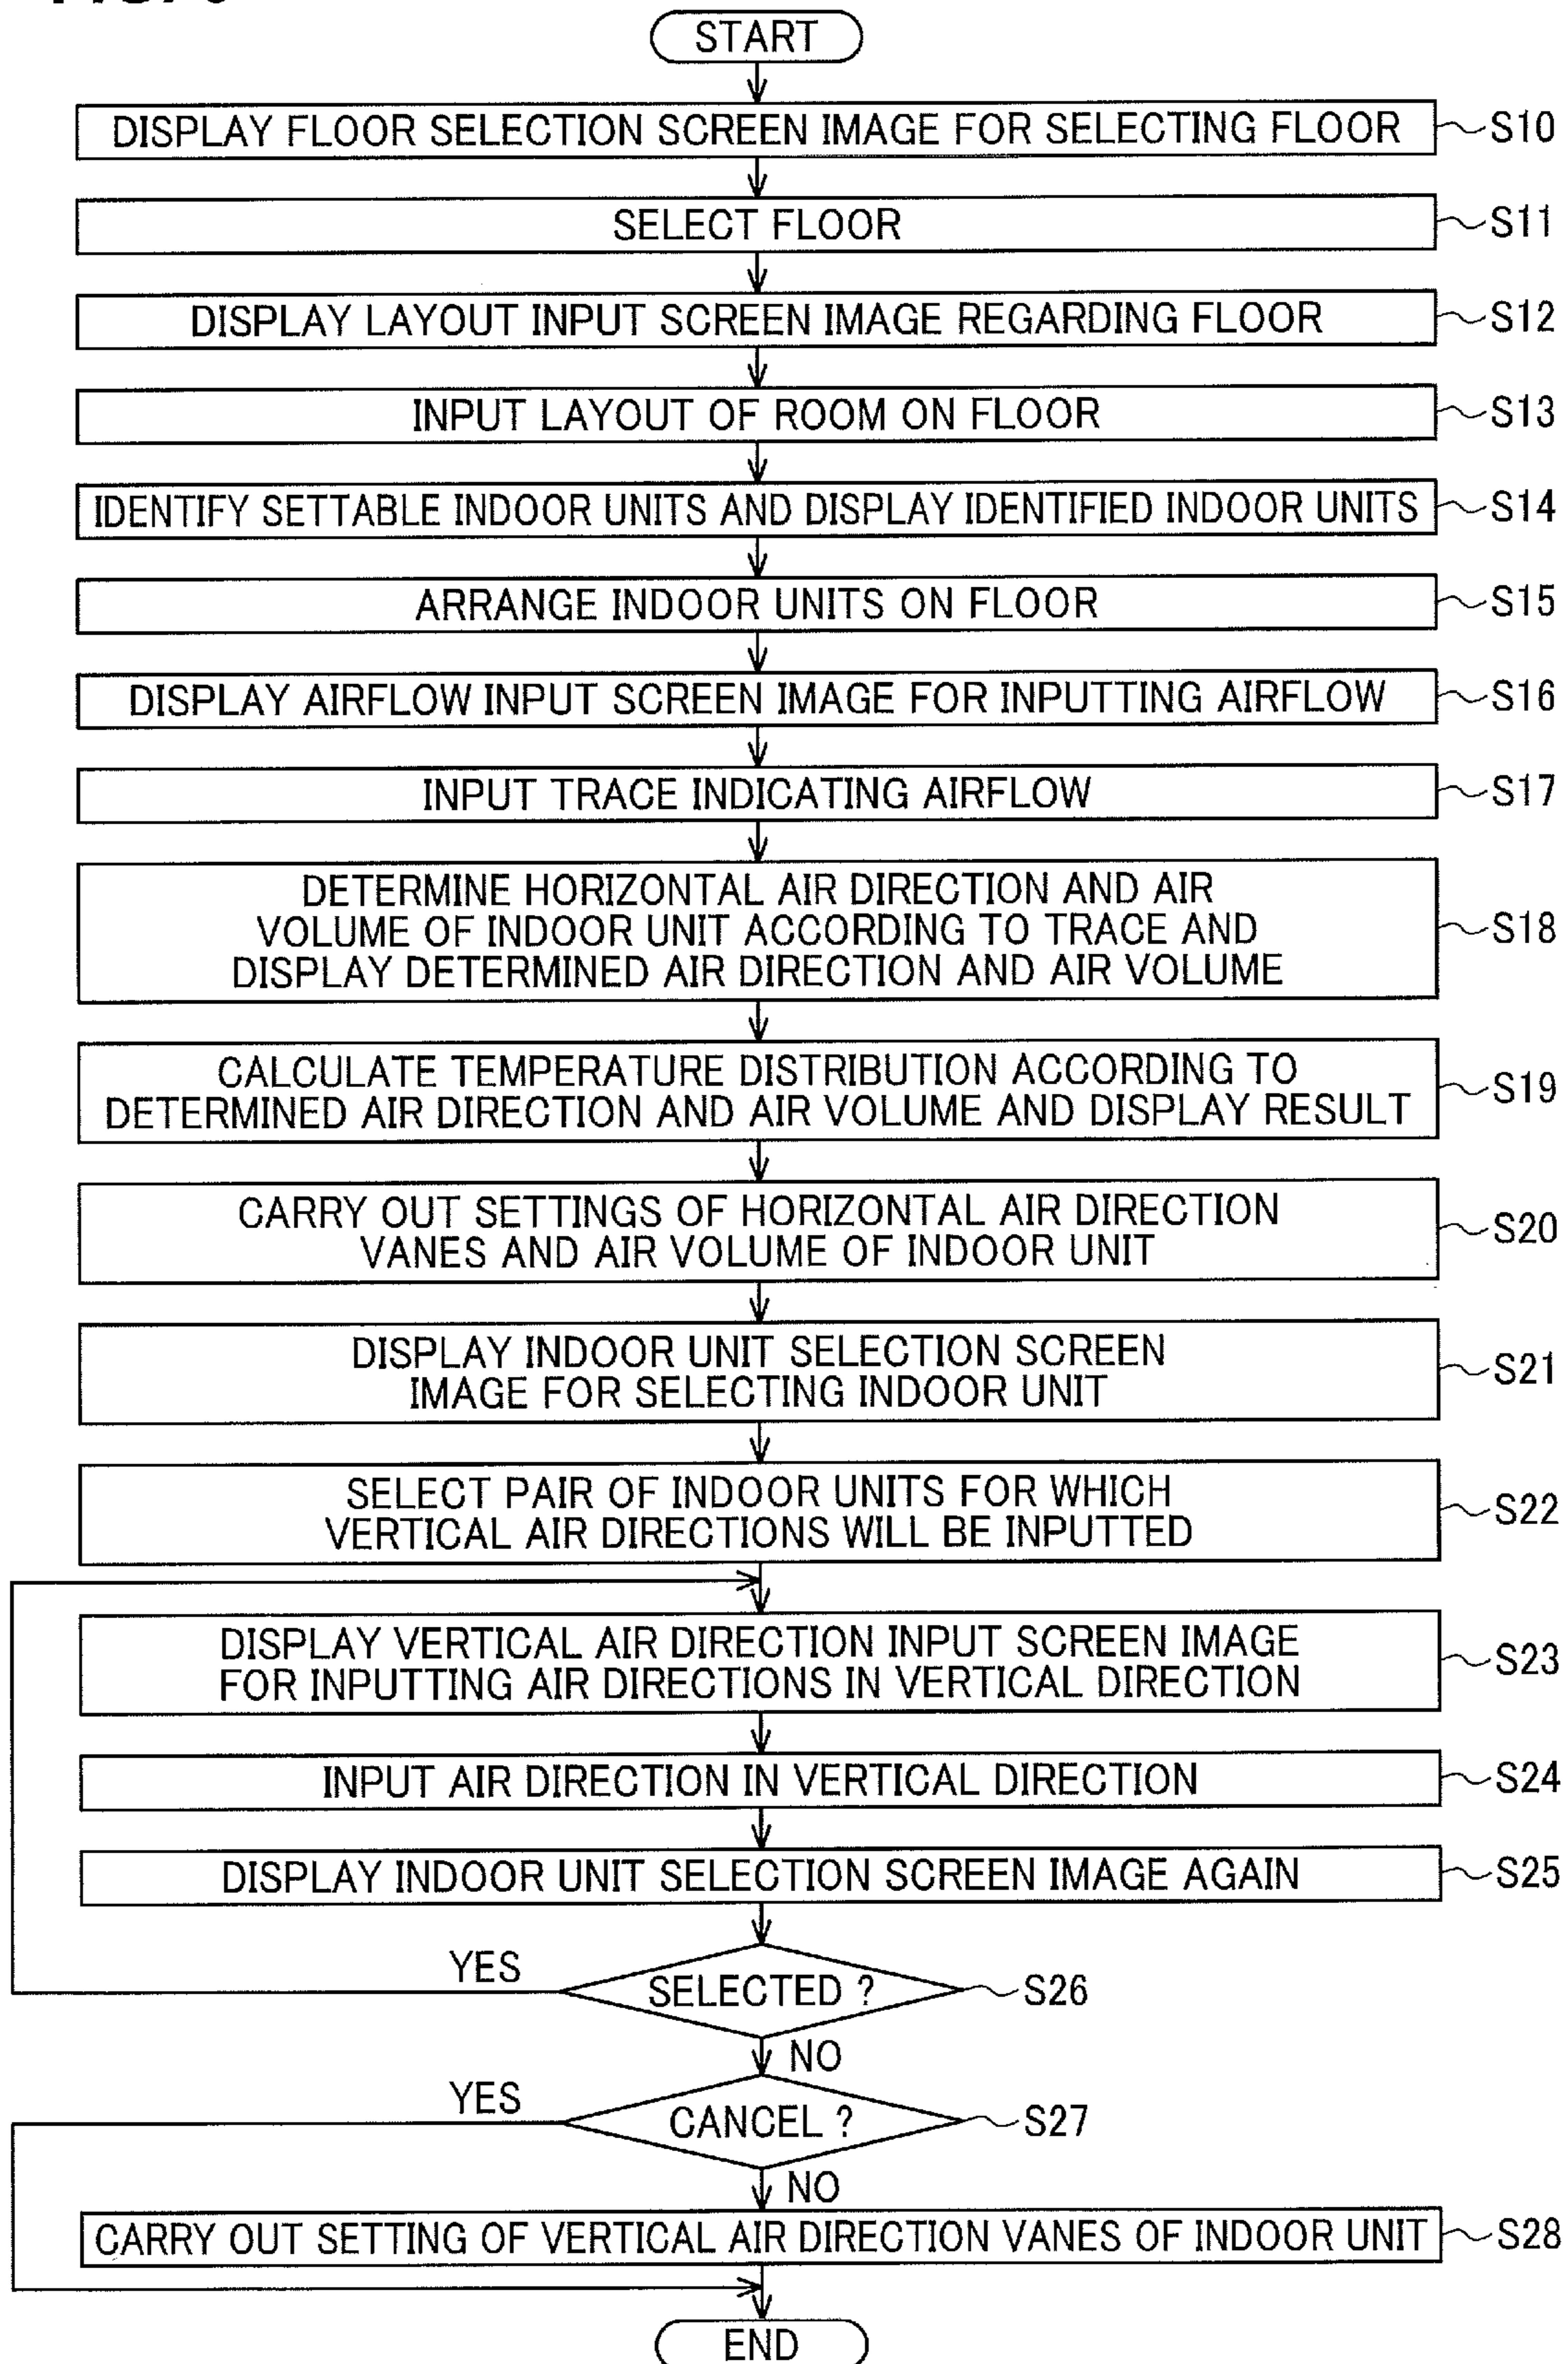 START
DISPLAY FLOOR SELECTION SCREEN IMAGE FOR SELECTING FLOOR S10
SELECT FLOOR S11
DISPLAY LAYOUT INPUT SCREEN IMAGE REGARDING FLOOR S12
INPUT LAYOUT OF ROOM ON FLOOR S13
IDENTIFY SETTABLE INDOOR UNITS AND DISPLAY IDENTIFIED INDOOR UNITS S14
ARRANGE INDOOR UNITS ON FLOOR S15
DISPLAY AIRFLOW INPUT SCREEN IMAGE FOR INPUTTING AIRFLOW S16
INPUT TRACE INDICATING AIRFLOW S17
DETERMINE HORIZONTAL AIR DIRECTION AND AIR
VOLUME OF INDOOR UNIT ACCORDING TO TRACE AND S18
DISPLAY DETERMINED AIR DIRECTION AND AIR VOLUME
CALCULATE TEMPERATURE DISTRIBUTION ACCORDING TO S19
DETERMINED AIR DIRECTION AND AIR VOLUME AND DISPLAY RESULT
CARRY OUT SETTINGS OF HORIZONTAL AIR DIRECTION S20
VANES AND AIR VOLUME OF INDOOR UNIT
DISPLAY INDOOR UNIT SELECTION SCREEN S21
IMAGE FOR SELECTING INDOOR UNIT
SELECT PAIR OF INDOOR UNITS FOR WHICH S22
VERTICAL AIR DIRECTIONS WILL BE INPUTTED
DISPLAY VERTICAL AIR DIRECTION INPUT SCREEN IMAGE S23
FOR INPUTTING AIR DIRECTIONS IN VERTICAL DIRECTION
INPUT AIR DIRECTION IN VERTICAL DIRECTION S24
DISPLAY INDOOR UNIT SELECTION SCREEN IMAGE AGAIN S25
YES
SELECTED ? S26
NO
YES
CANCEL ? S27
NO
CARRY OUT SETTING OF VERTICAL AIR DIRECTION VANES OF INDOOR UNIT S28
END